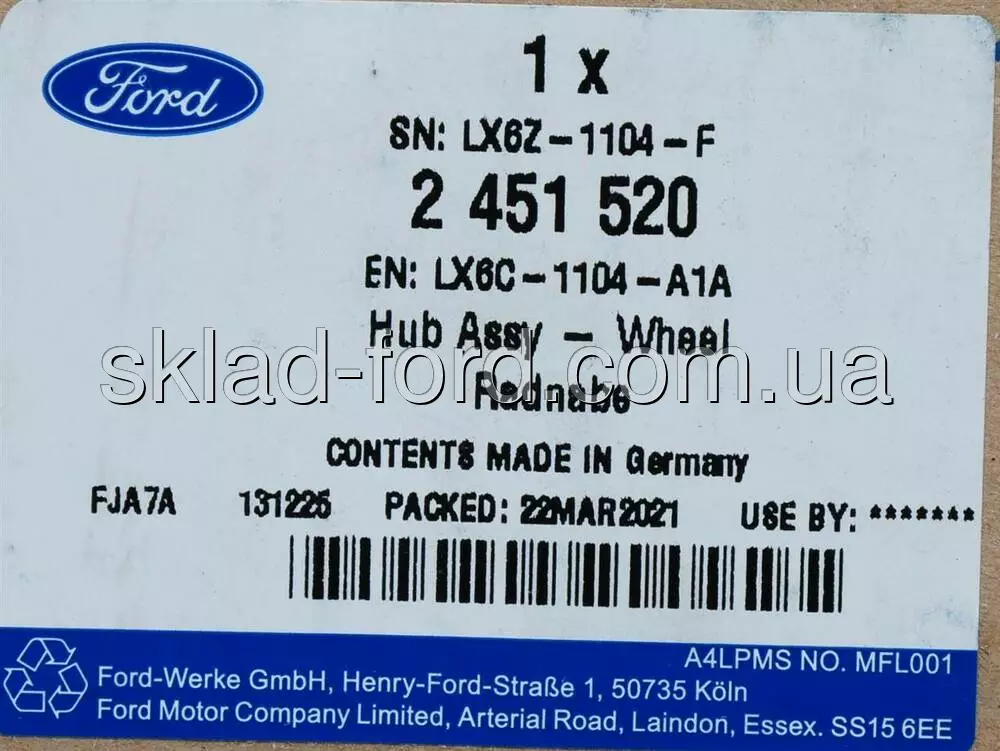 Ford
1 x
SN: LX6Z-1104-F
2 451 520
EN: LX6C-1104-A1A
Hub Assy - Wheel
sklad-ford.com.ua
Radnabe
CONTENTS MADE IN Germany
FJA7A 131225 PACKED: 22MAR2021 USE BY: *******
A4LPMS NO. MFL001
Ford-Werke GmbH, Henry-Ford-Straße 1, 50735 Köln
Ford Motor Company Limited, Arterial Road, Laindon, Essex. SS15 6EE